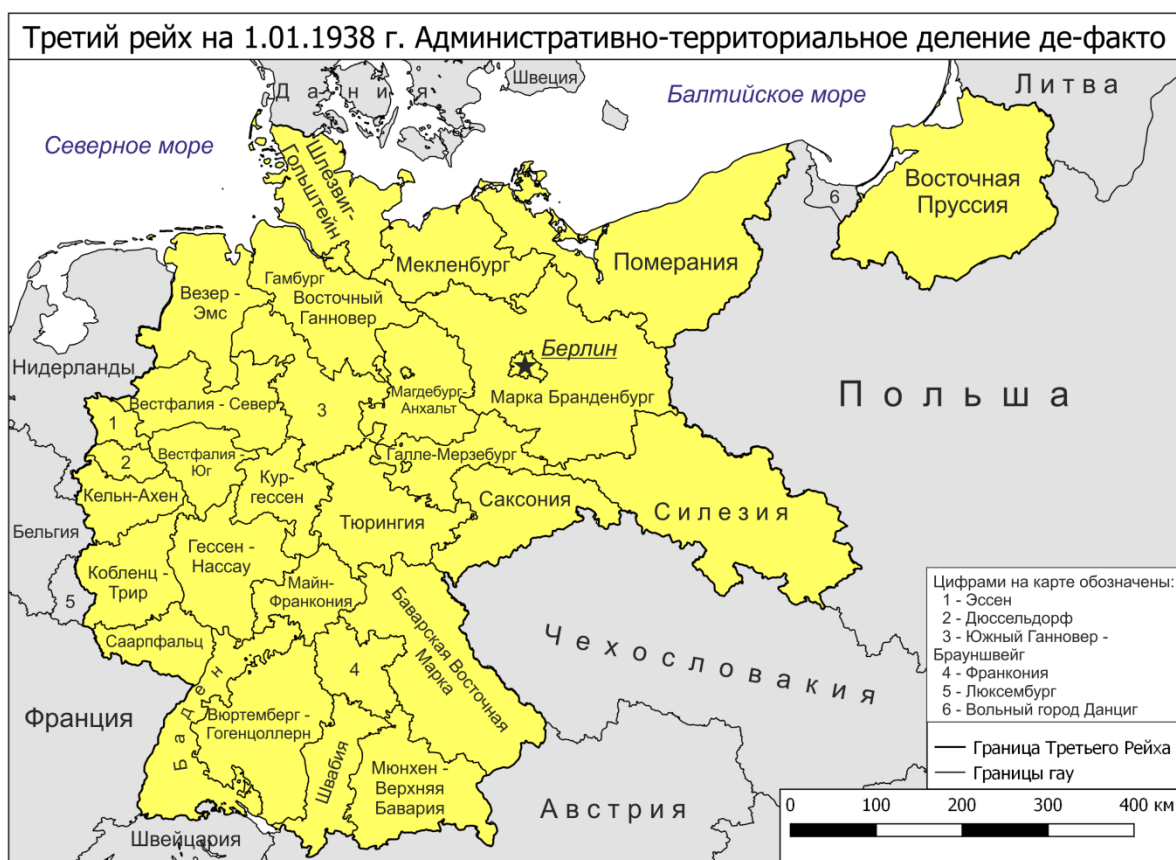 Третий рейх на 1.01.1938 г. Административно-территориальное деление де-факто
Дания
Швеция
Балтийское море
Литва
Северное море
Шлезвиг-
Гольштейн
6
Восточная
Пруссия
Мекленбург
Померания
Гамбург
Везер -
Эмс
Восточный
Ганновер
Берлин
Нидерланды
Магдебург-
Анхальт
Марка Бранденбург
Польша
Вестфалия - Север
3
1
2
Вестфалия -
Юг
Галле-Мерзебург
Кельн-Ахен
Кур-
гессен
Саксония
Силезия
Тюрингия
Бельгия
Гессен -
Нассау
Кобленц -
Трир
Майн-
Франкония
5
Баварская Восточная
Марка
Саарпфальц
Чехословакия
4
Франция
Баден
Вюртемберг -
Гогенцоллерн
Швабия
Мюнхен -
Верхняя
Бавария
Австрия
Швейцария
Цифрами на карте обозначены:
1 - Эссен
2 - Дюссельдорф
3 - Южный Ганновер -
Брауншвейг
4 - Франкония
5 - Люксембург
6 - Вольный город Данциг
Граница Третьего Рейха
Границы гау
0 100 200 300 400 км